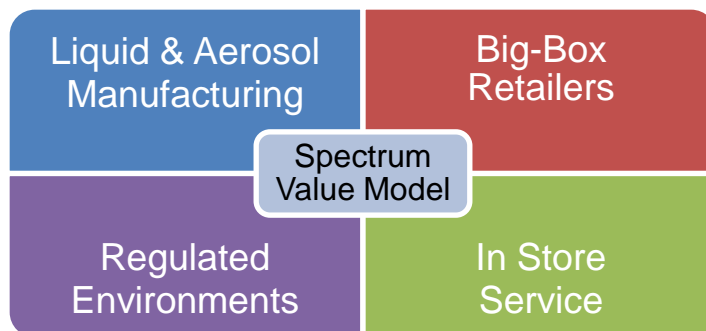 Liquid & Aerosol
Manufacturing
Big-Box
Retailers
Spectrum
Value Model
Regulated
Environments
In Store
Service